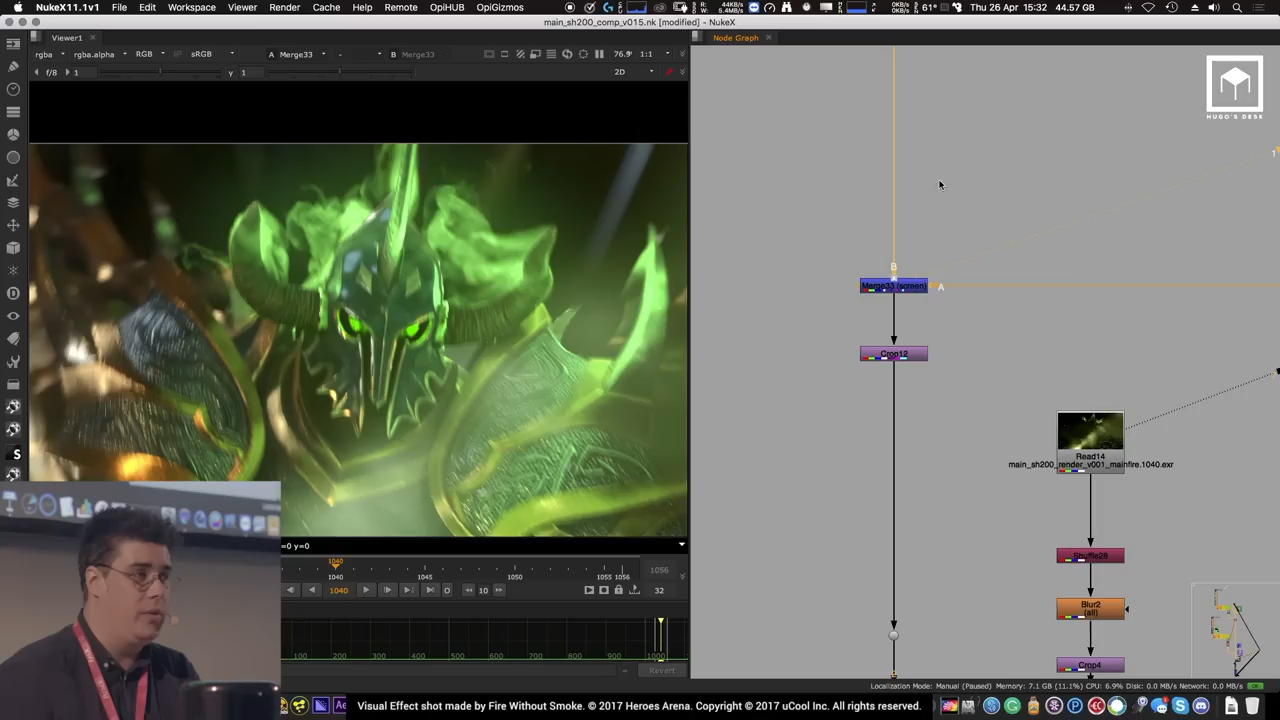 NukeX11.1v1 File Edit Workspace Viewer Render Cache Help Remote OpiHUB OpiGizmos
61° Thu 26 Apr 15:32 44.57 GB
main_sh200_comp_v015.nk [modified] - NukeX
Viewer1
Node Graph
rgba rgba.alpha RGB sRGB A Merge33 - B Merge33 76.9% 1:1
f/8 1 y 1 2D
HUGO'S DESK
1
B
Merge33 (screen)
A
Crop12
Read14
main_sh200_render_v001_mainfire.1040.exr
=0 y=0
1040
1040 1045 1050 1055 1056 1056
1040 10 32
Shuffle28
Blur2
(all)
100 200 300 400 500 600 700 800 900 1000
Crop4
Revert
Localization Mode: Manual (Paused) Memory: 7.1 GB (11.1%) CPU: 6.9% Disk: 0.0 MB/s Network: 0.0 MB/s
Visual Effect shot made by Fire Without Smoke. © 2017 Heroes Arena. Copyright © 2017 uCool Inc. All rights reserved.